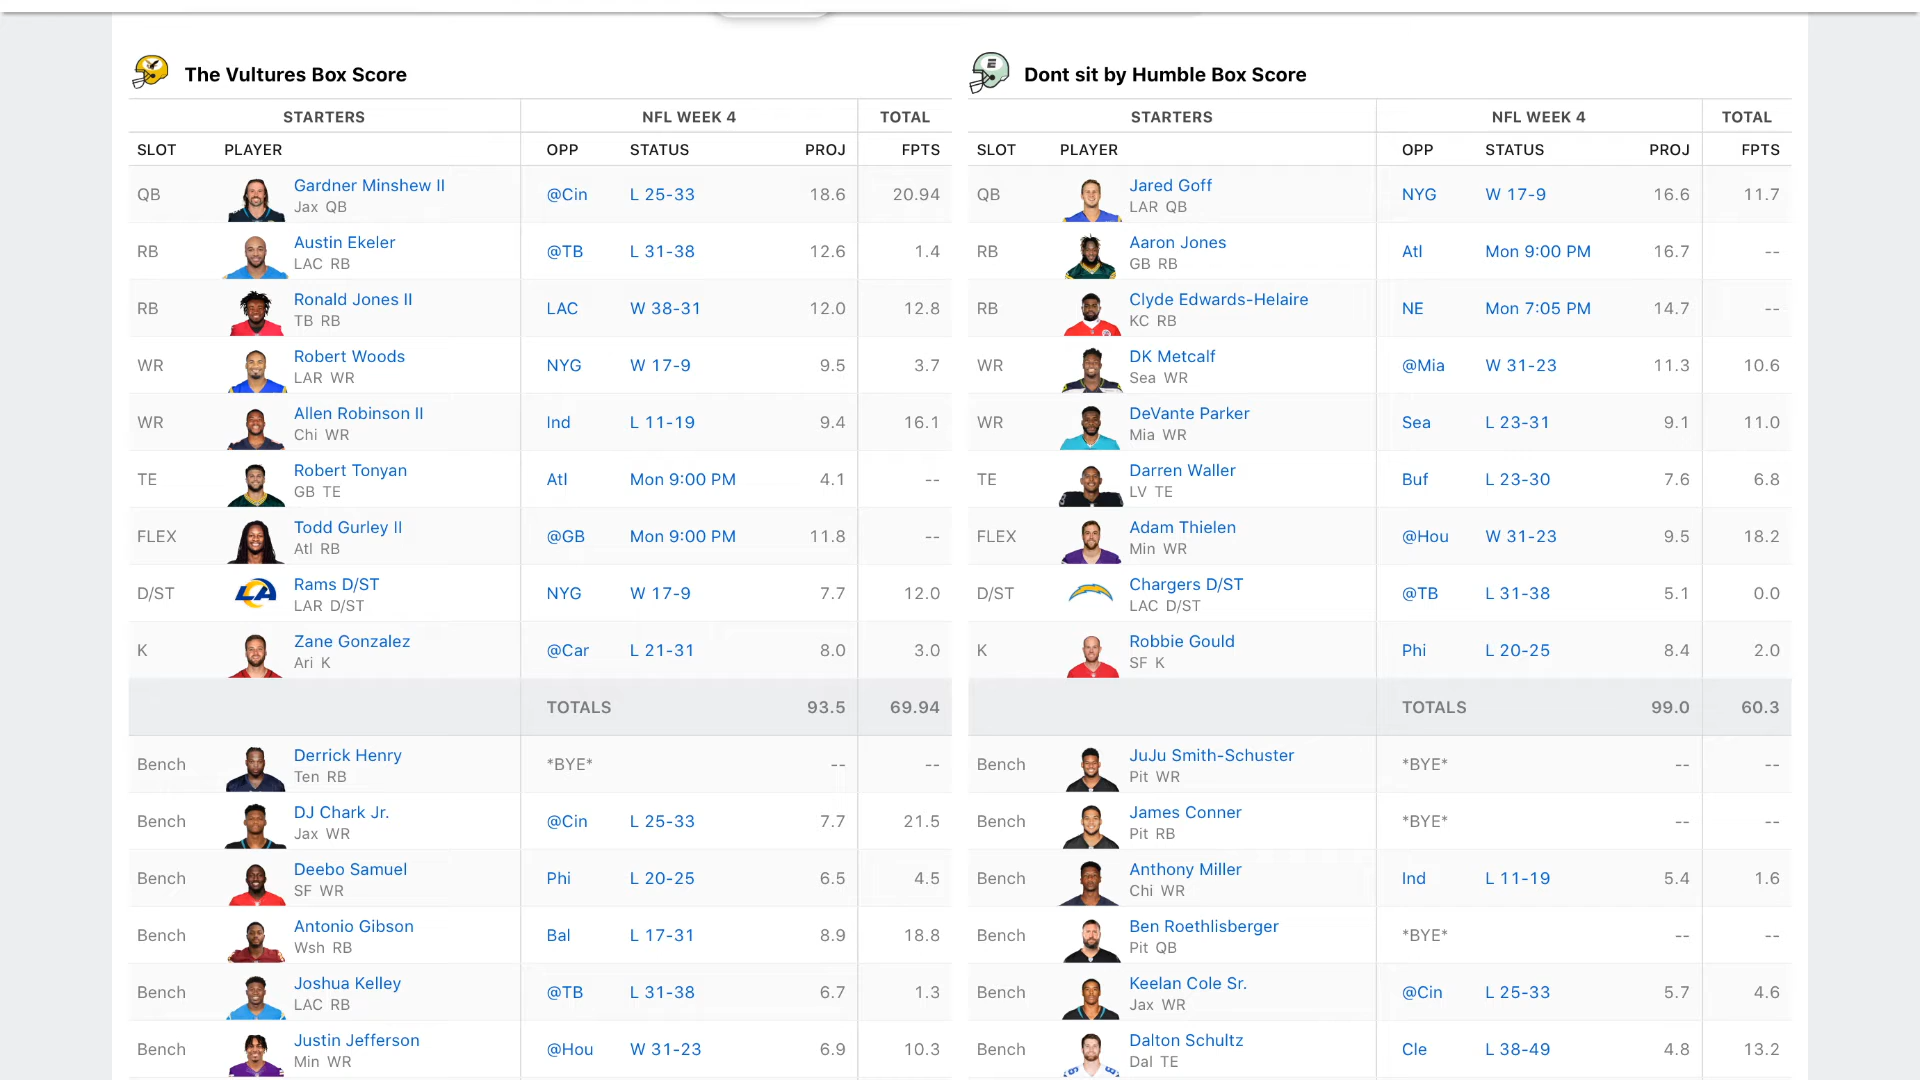 The Vultures Box Score
STARTERS NFL WEEK 4 TOTAL
SLOT PLAYER OPP STATUS PROJ FPTS
QB Gardner Minshew II Jax QB @Cin L 25-33 18.6 20.94
RB Austin Ekeler LAC RB @TB L 31-38 12.6 1.4
RB Ronald Jones II TB RB LAC W 38-31 12.0 12.8
WR Robert Woods LAR WR NYG W 17-9 9.5 3.7
WR Allen Robinson II Chi WR Ind L 11-19 9.4 16.1
TE Robert Tonyan GB TE Atl Mon 9:00 PM 4.1 --
FLEX Todd Gurley II Atl RB @GB Mon 9:00 PM 11.8 --
D/ST Rams D/ST LAR D/ST NYG W 17-9 7.7 12.0
K Zane Gonzalez Ari K @Car L 21-31 8.0 3.0
TOTALS 93.5 69.94
Bench Derrick Henry Ten RB *BYE* -- --
Bench DJ Chark Jr. Jax WR @Cin L 25-33 7.7 21.5
Bench Deebo Samuel SF WR Phi L 20-25 6.5 4.5
Bench Antonio Gibson Wsh RB Bal L 17-31 8.9 18.8
Bench Joshua Kelley LAC RB @TB L 31-38 6.7 1.3
Bench Justin Jefferson Min WR @Hou W 31-23 6.9 10.3
Dont sit by Humble Box Score
STARTERS NFL WEEK 4 TOTAL
SLOT PLAYER OPP STATUS PROJ FPTS
QB Jared Goff LAR QB NYG W 17-9 16.6 11.7
RB Aaron Jones GB RB Atl Mon 9:00 PM 16.7 --
RB Clyde Edwards-Helaire KC RB NE Mon 7:05 PM 14.7 --
WR DK Metcalf Sea WR @Mia W 31-23 11.3 10.6
WR DeVante Parker Mia WR Sea L 23-31 9.1 11.0
TE Darren Waller LV TE Buf L 23-30 7.6 6.8
FLEX Adam Thielen Min WR @Hou W 31-23 9.5 18.2
D/ST Chargers D/ST LAC D/ST @TB L 31-38 5.1 0.0
K Robbie Gould SF K Phi L 20-25 8.4 2.0
TOTALS 99.0 60.3
Bench JuJu Smith-Schuster Pit WR *BYE* -- --
Bench James Conner Pit RB *BYE* -- --
Bench Anthony Miller Chi WR Ind L 11-19 5.4 1.6
Bench Ben Roethlisberger Pit QB *BYE* -- --
Bench Keelan Cole Sr. Jax WR @Cin L 25-33 5.7 4.6
Bench Dalton Schultz Dal TE Cle L 38-49 4.8 13.2